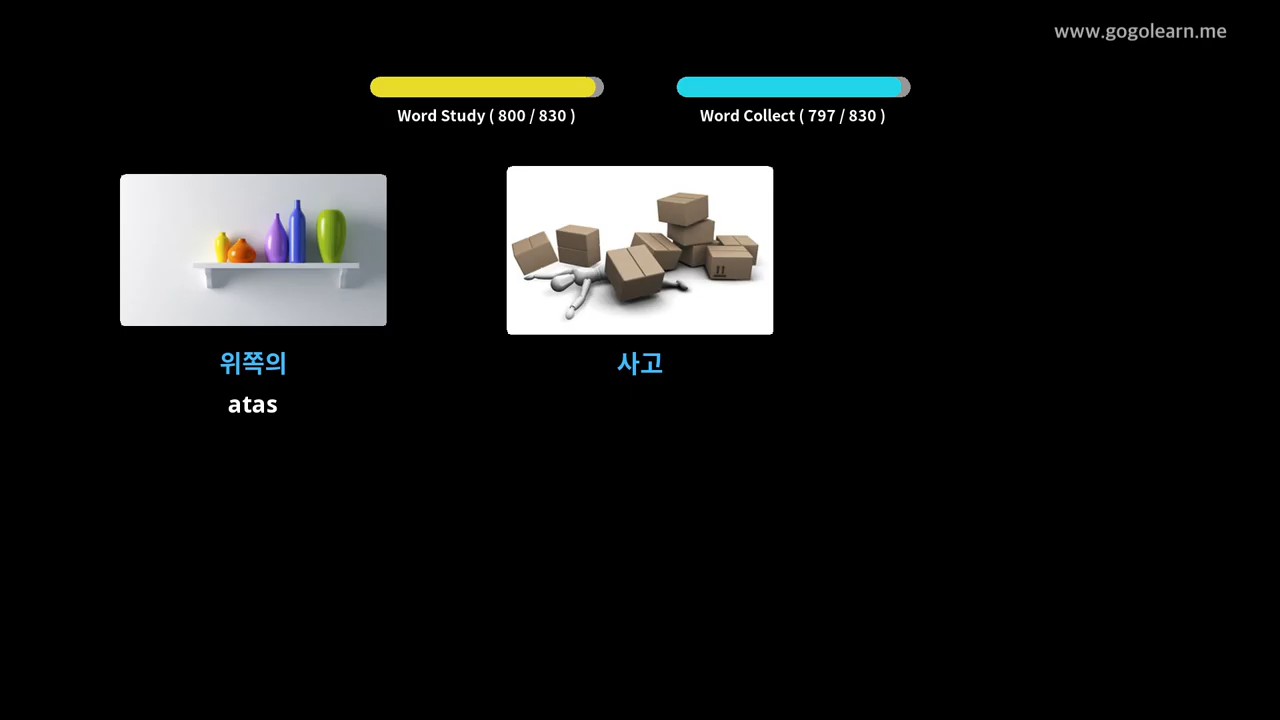 www.gogolearn.me
Word Study ( 800 / 830 )
Word Collect ( 797 / 830 )
위쪽의
atas
사고